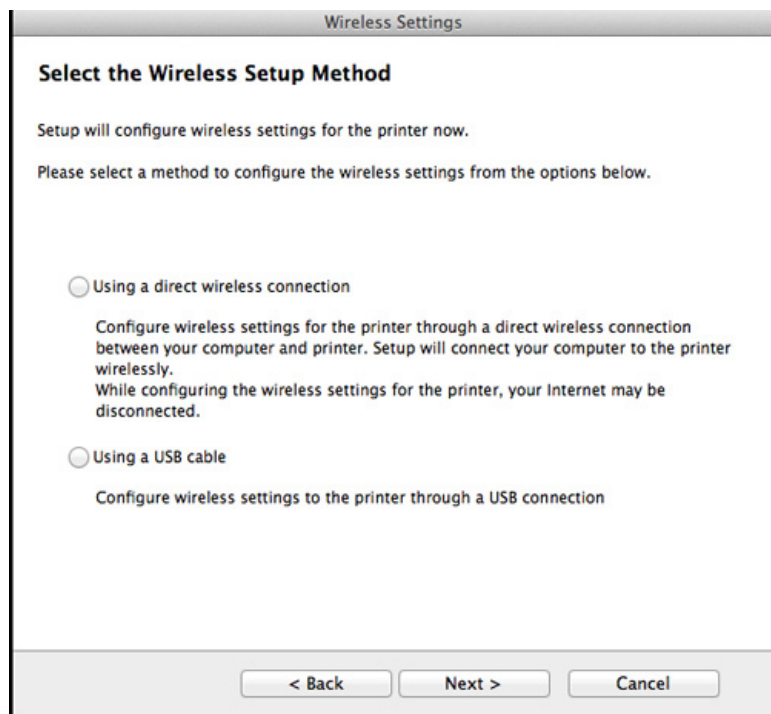 Wireless Settings
Select the Wireless Setup Method
Setup will configure wireless settings for the printer now.
Please select a method to configure the wireless settings from the options below.
Using a direct wireless connection
Configure wireless settings for the printer through a direct wireless connection
between your computer and printer. Setup will connect your computer to the printer
wirelessly.
While configuring the wireless settings for the printer, your Internet may be
disconnected.
Using a USB cable
Configure wireless settings to the printer through a USB connection
< Back Next > Cancel